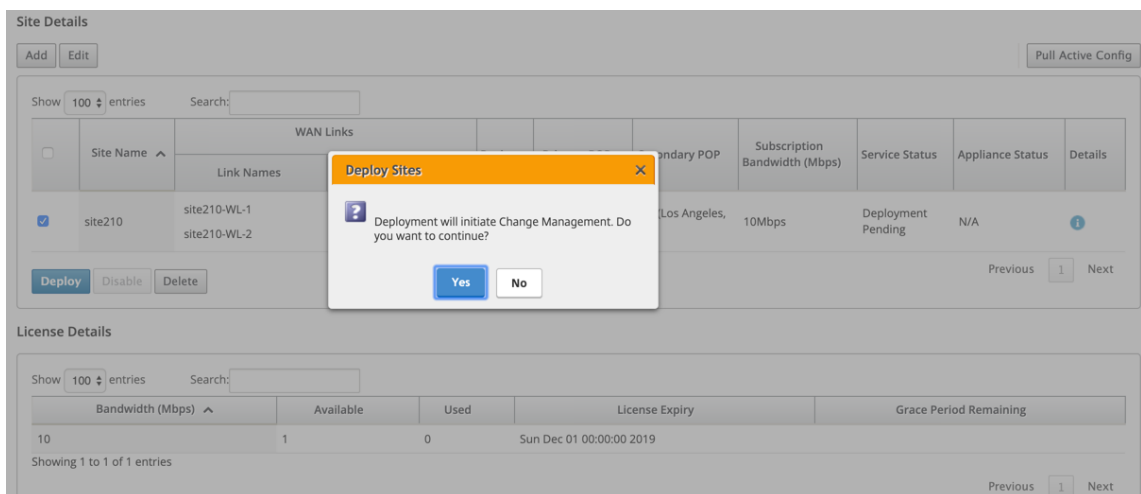 Site Details
Add Edit Pull Active Config
Show 100 entries Search:
Site Name WAN Links ondary POP Subscription Bandwidth (Mbps) Service Status Appliance Status Details
Link Names
Deploy Sites ×
site210 site210-WL-1 (Los Angeles, 10Mbps Deployment Pending N/A
site210-WL-2
?
Deployment will initiate Change Management. Do
you want to continue?
Yes No
Deploy Disable Delete
Previous 1 Next
License Details
Show 100 entries Search:
Bandwidth (Mbps) Available Used License Expiry Grace Period Remaining
10 1 0 Sun Dec 01 00:00:00 2019
Showing 1 to 1 of 1 entries
Previous 1 Next